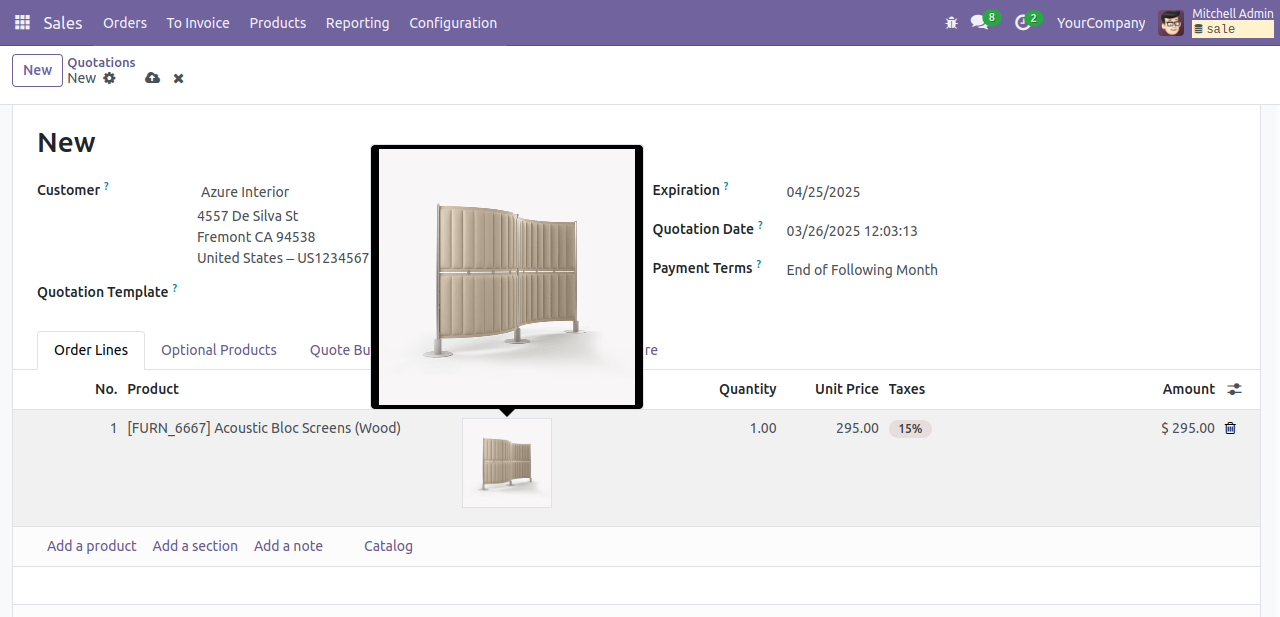 Sales Orders To Invoice Products Reporting Configuration 8 2 YourCompany Mitchell Admin
sale
New Quotations
New
New
Customer ? Azure Interior Expiration ? 04/25/2025
4557 De Silva St
Fremont CA 94538 Quotation Date ? 03/26/2025 12:03:13
United States – US1234567 Payment Terms ? End of Following Month
Quotation Template ?
Order Lines Optional Products Quote Bu re
No. Product Quantity Unit Price Taxes Amount
1 [FURN_6667] Acoustic Bloc Screens (Wood) 1.00 295.00 15% $ 295.00
Add a product Add a section Add a note Catalog